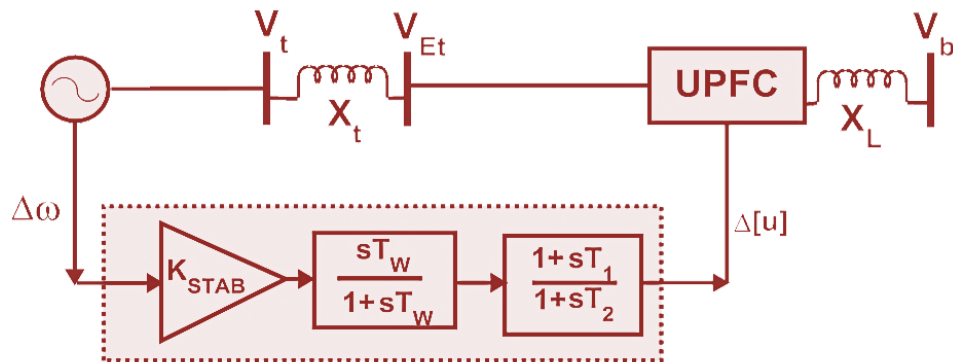 V_t
V_Et
V_b
UPFC
X_t
X_L
Δω
Δ[u]
K_STAB
sT_W
1+sT_W
1+sT_1
1+sT_2